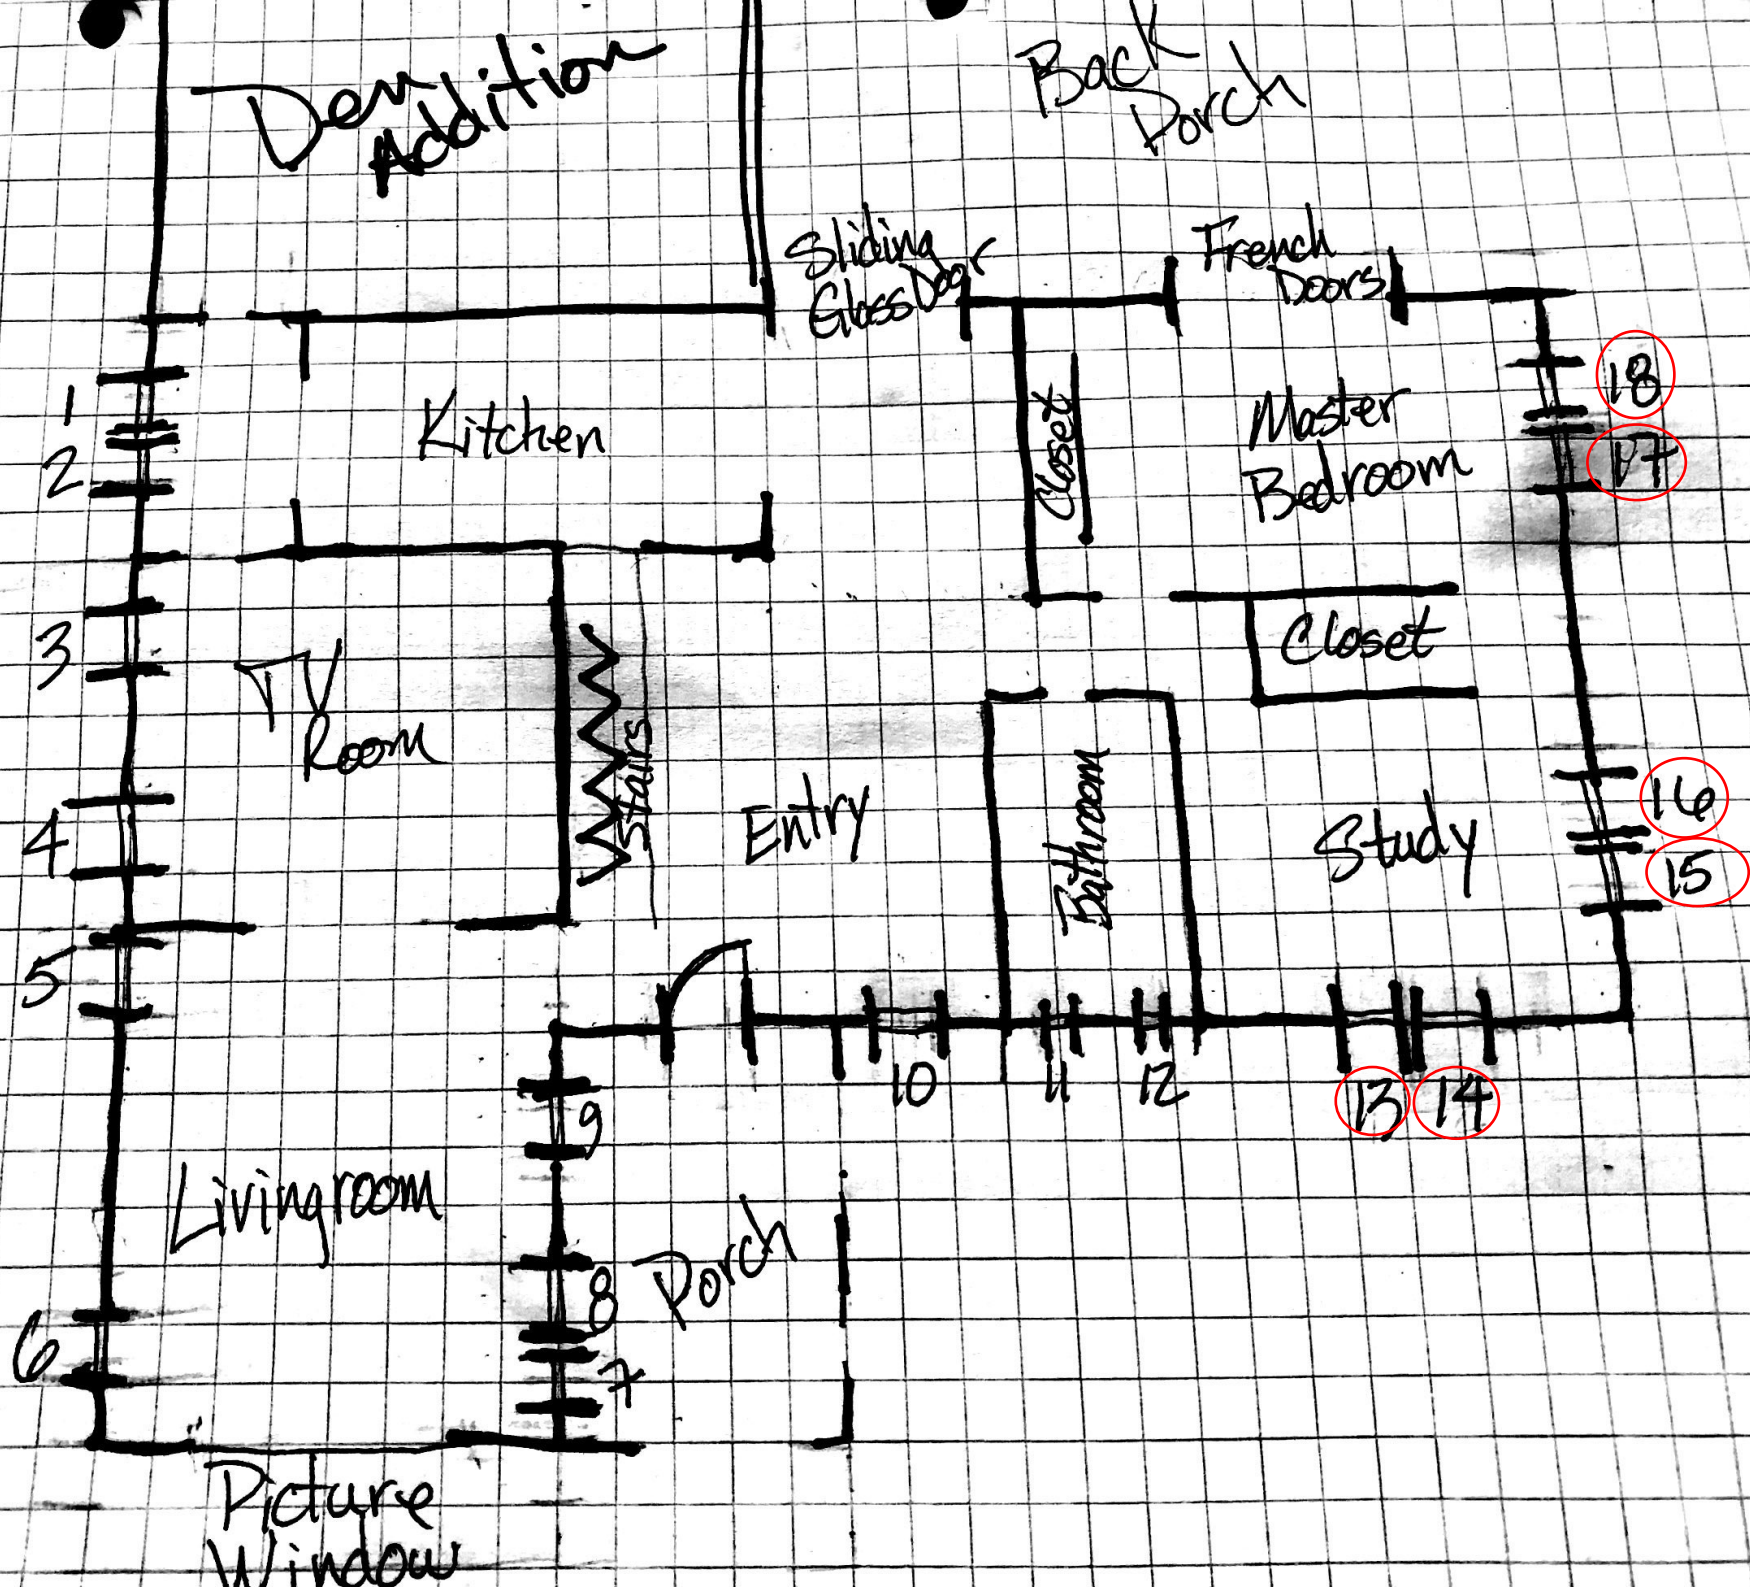 Den
Addition
Back
Porch
Sliding
Glass Door
French
Doors
1
2
Kitchen
Closet
Master
Bedroom
18
17
3
TV
Room
Stairs
Closet
4
Entry
Bathroom
Study
16
15
5
10
11
12
13
14
9
Livingroom
8
Porch
7
6
Picture
Window